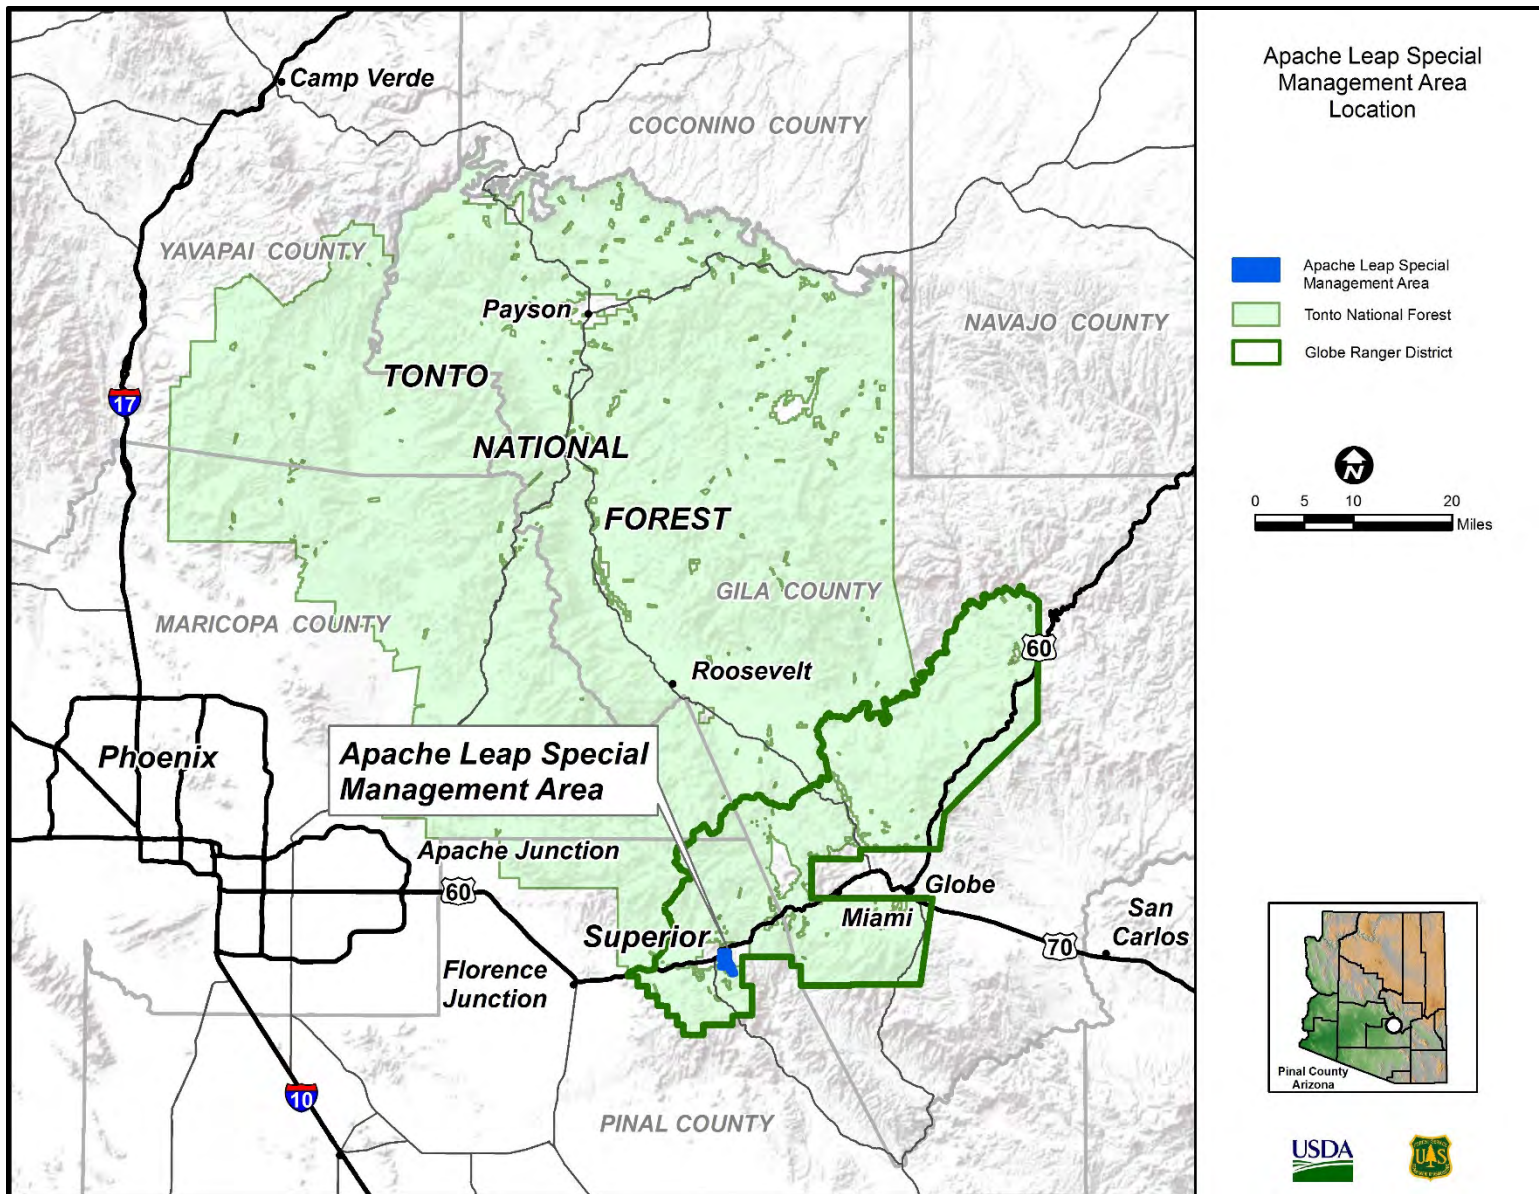 Camp Verde
COCONINO COUNTY
YAVAPAI COUNTY
Payson
NAVAJO COUNTY
TONTO
17
NATIONAL
FOREST
GILA COUNTY
MARICOPA COUNTY
60
Roosevelt
Phoenix
Apache Leap Special
Management Area
Apache Junction
60
Globe
Miami
San
Carlos
Superior
70
Florence
Junction
10
PINAL COUNTY
Apache Leap Special
Management Area
Location
Apache Leap Special
Management Area
Tonto National Forest
Globe Ranger District
N
0 5 10 20
Miles
Pinal County
Arizona
USDA
U S